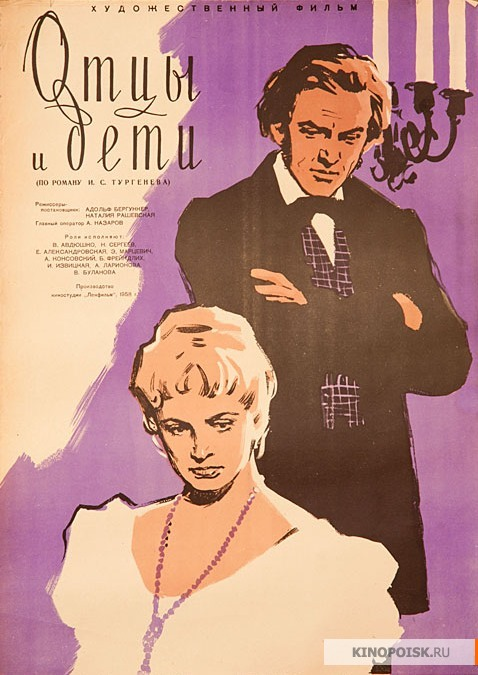 ХУДОЖЕСТВЕННЫЙ ФИЛЬМ
Отцы
и дети
(ПО РОМАНУ И. С. ТУРГЕНЕВА)
Режиссеры-
постановщики: АДОЛЬФ БЕРГУНКЕР,
НАТАЛИЯ РАШЕВСКАЯ
Главный оператор А. НАЗАРОВ
Роли исполняют:
В. АВДЮШКО, Н. СЕРГЕЕВ,
Е. АЛЕКСАНДРОВСКАЯ, Э. МАРЦЕВИЧ,
А. КОНСОВСКИЙ, Б. ФРЕЙНДЛИХ,
И. ИЗВИЦКАЯ, А. ЛАРИОНОВА,
В. БУЛАНОВА
Производство
киностудии „Ленфильм", 1958 г.
KINOPOISK.RU